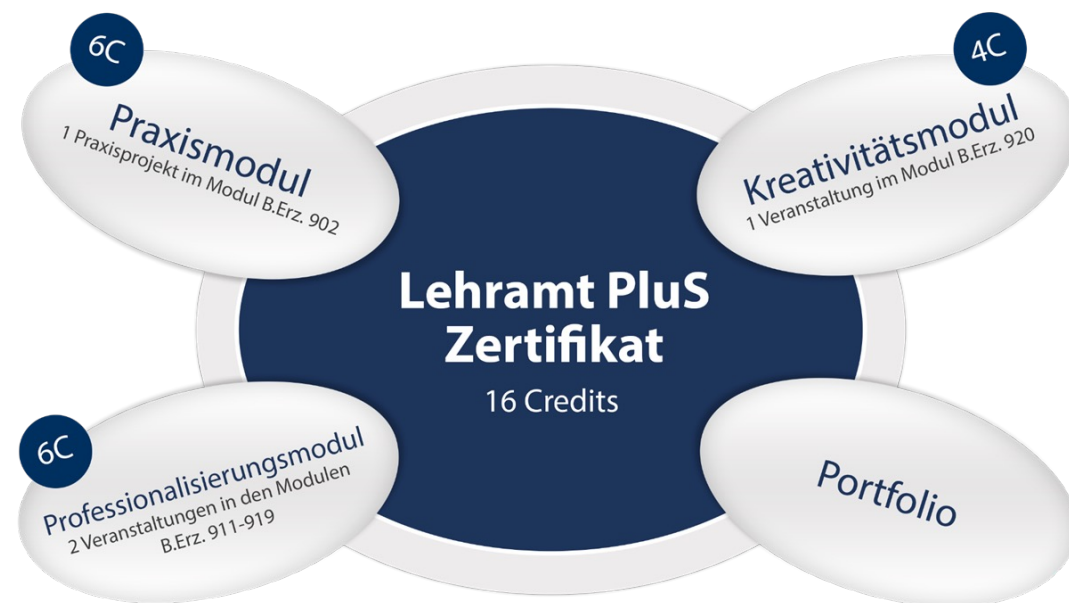 6C
Praxismodul
1 Praxisprojekt im Modul B.Erz. 902
4C
Kreativitätsmodul
1 Veranstaltung im Modul B.Erz. 920
Lehramt PluS
Zertifikat
16 Credits
6C
Professionalisierungsmodul
2 Veranstaltungen in den Modulen
B.Erz. 911-919
Portfolio